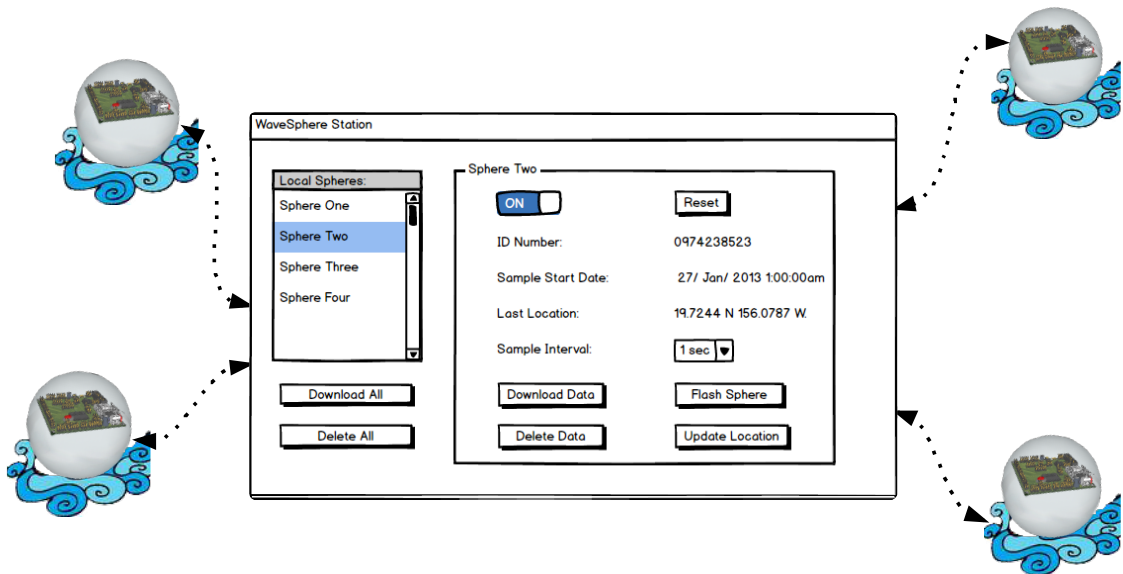 WaveSphere Station
Local Spheres:
Sphere One
Sphere Two
Sphere Three
Sphere Four
Download All
Delete All
Sphere Two
ON
Reset
ID Number: 0974238523
Sample Start Date: 27/ Jan/ 2013 1:00:00am
Last Location: 19.7244 N 156.0787 W.
Sample Interval: 1 sec
Download Data Flash Sphere
Delete Data Update Location